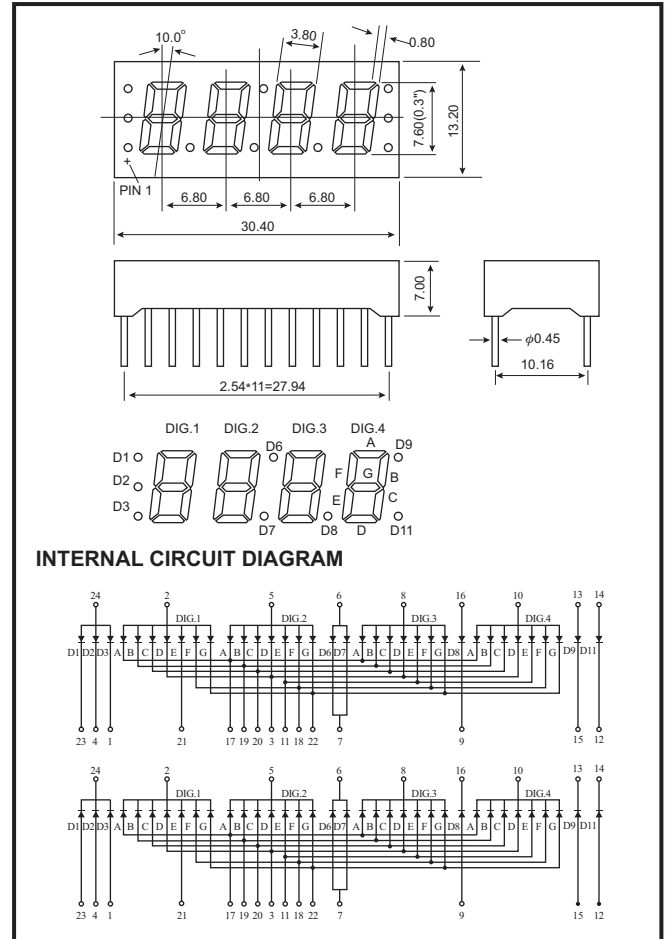 10.0°
3.80
0.80
7.60(0.3")
13.20
+
PIN 1
6.80 6.80 6.80
30.40
7.00
ϕ0.45
10.16
2.54*11=27.94
DIG.1 DIG.2 DIG.3 DIG.4
D1 D6 A D9
D2 F G B
D3 E C
D7 D8 D D11
INTERNAL CIRCUIT DIAGRAM
24 2 5 6 8 16 10 13 14
DIG.1 DIG.2 DIG.3 DIG.4
D1 D2 D3 A B C D E F G A B C D E F G D6 D7 A B C D E F G D8 A B C D E F G D9 D11
23 4 1 21 17 19 20 3 11 18 22 7 9 15 12
24 2 5 6 8 16 10 13 14
DIG.1 DIG.2 DIG.3 DIG.4
D1 D2 D3 A B C D E F G A B C D E F G D6 D7 A B C D E F G D8 A B C D E F G D9 D11
23 4 1 21 17 19 20 3 11 18 22 7 9 15 12